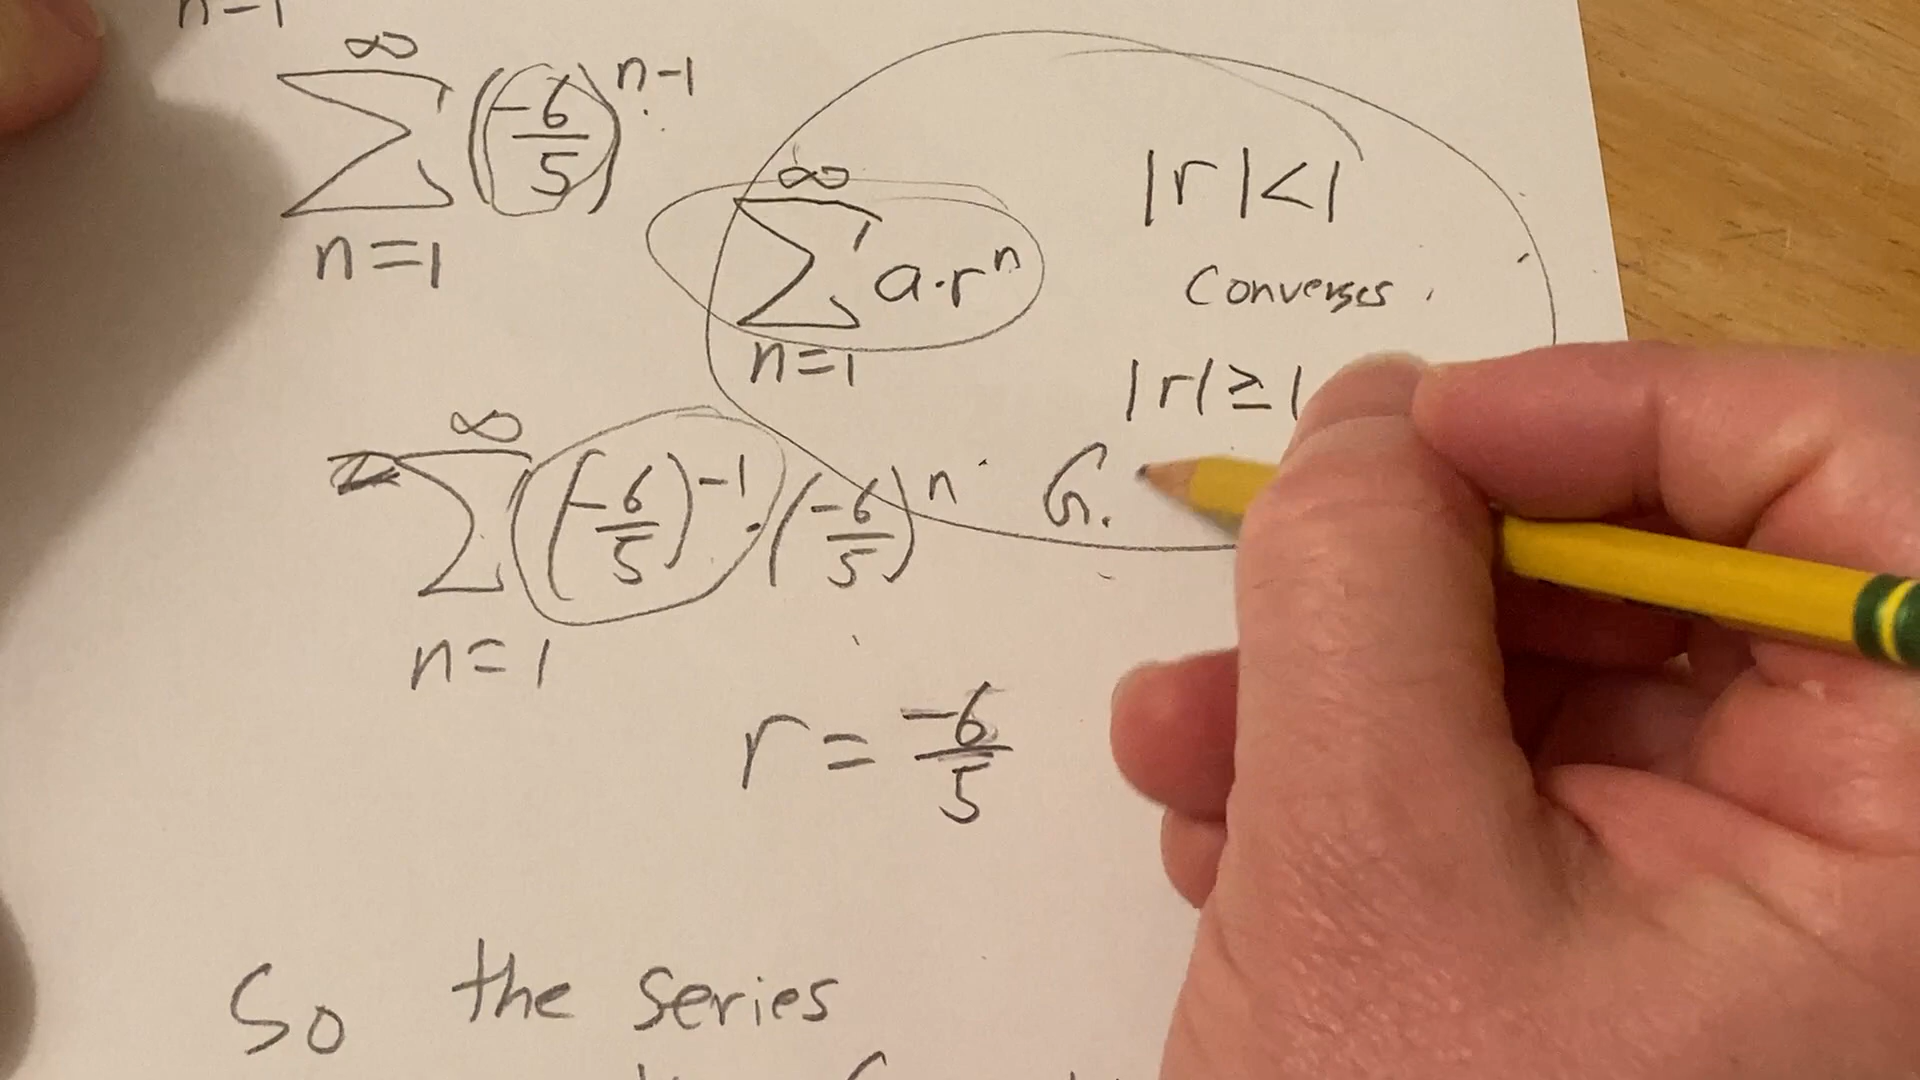 n-1
∞
Σ (-6/5)^(n-1)
n=1
∞
Σ a·r^n
n=1
|r|<1
Converges
|r|≥1
G.
∞
Σ (-6/5)^-1 · (-6/5)^n
n=1
r = -6/5
So the series